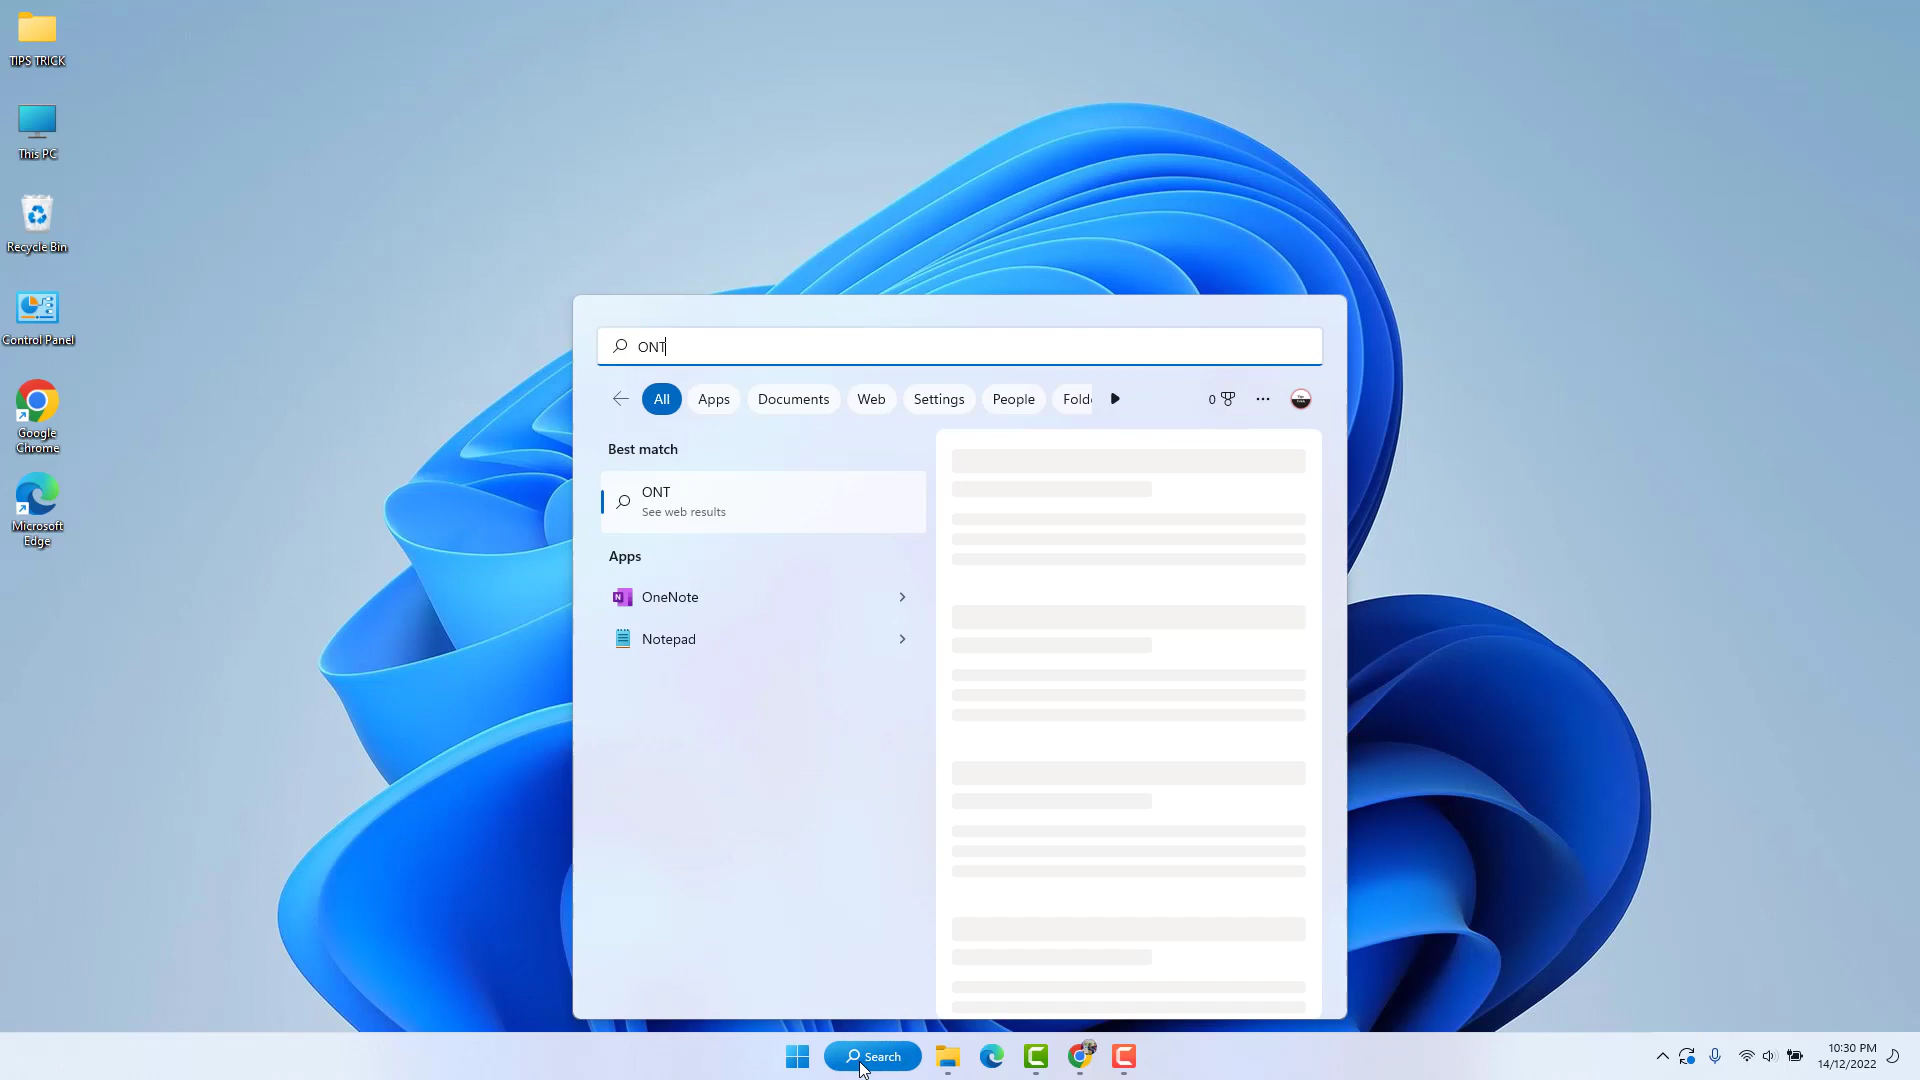 TIPS TRICK
This PC
Recycle Bin
Control Panel
Google
Chrome
Microsoft
Edge
ONT
All
Apps
Documents
Web
Settings
People
Fold
0
Best match
ONT
See web results
Apps
OneNote
Notepad
Search
10:30 PM
14/12/2022